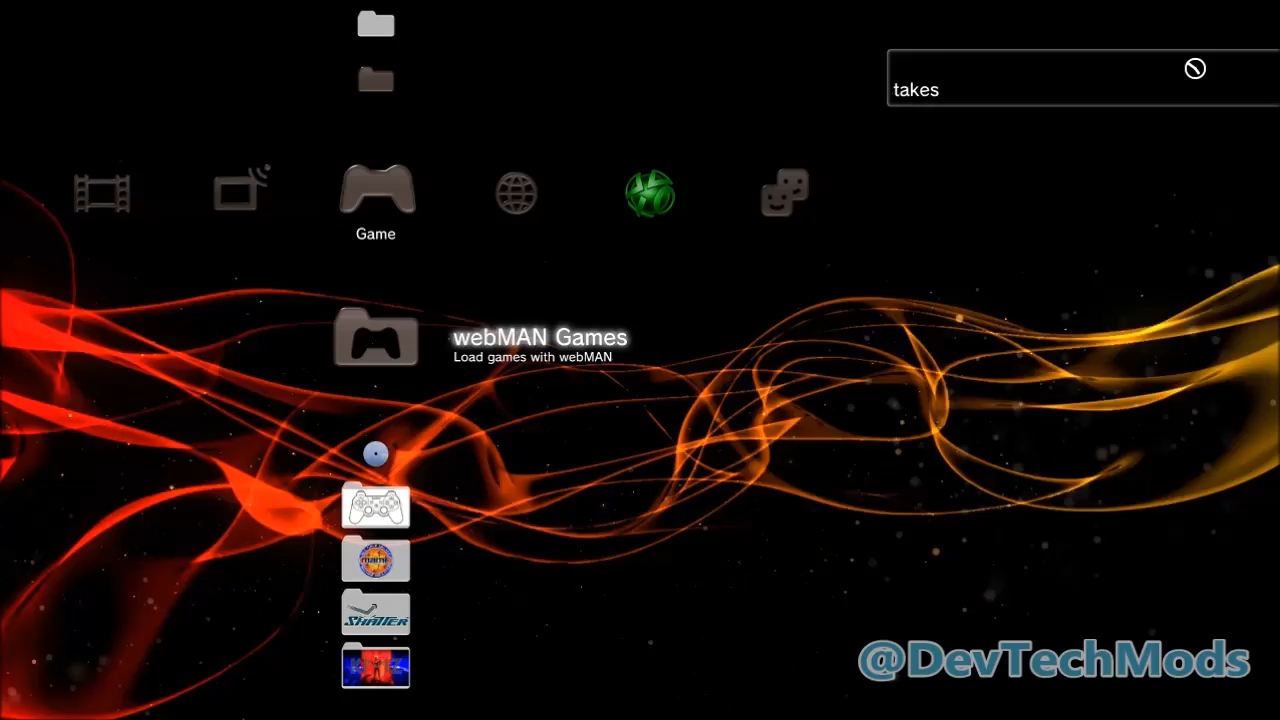 takes
Game
webMAN Games
Load games with webMAN
SHATTER
@DevTechMods